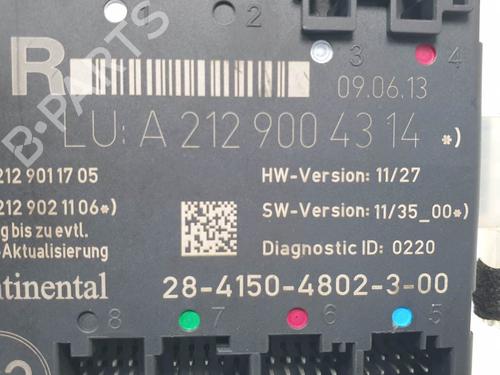 1 2
3 4
R
09.06.13
B-PARTS
LU: A 212 900 43 14 *)
212 901 17 05
HW-Version: 11/27
212 902 11 06*)
SW-Version: 11/35_00*)
g bis zu evtl.
-Aktualisierung
Diagnostic ID: 0220
tinental
28-4150-4802-3-00
8 7 6 5